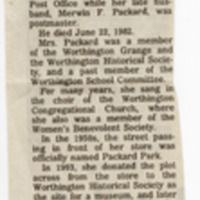 Post Office while her late hus-
band, Merwin F. Packard, was
postmaster.
He died June 22, 1982.
Mrs. Packard was a member
of the Worthington Grange and
the Worthington Historical Socie-
ty, and a past member of the
Worthington School Committee.
For many years, she sang in
the choir of the Worthington
Congregational Church, where
she also was a member of the
Women's Benevolent Society.
In the 1950s, the street pass-
ing in front of her store was
officially named Packard Park.
In 1993, she donated the plot
across from the store to the
Worthington Historical Society as
the site for a museum, and later